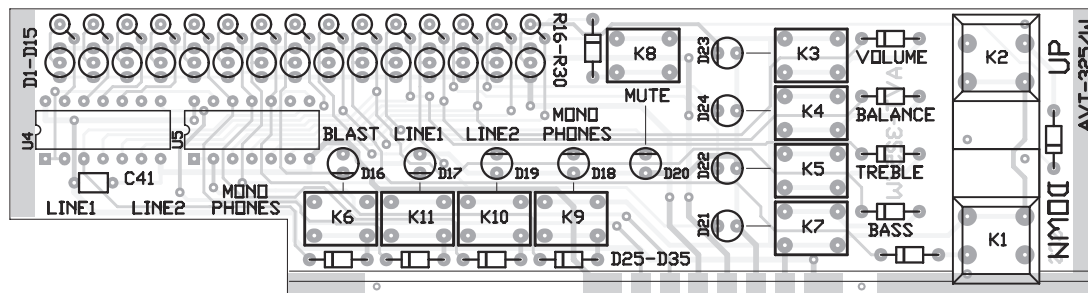 D1-D15
R16-R30
K8
MUTE
D23
K3
VOLUME
K2
UP
AVT-325/U
D24
K4
BALANCE
U4
U5
BLAST
LINE1
LINE2
MONO
PHONES
D16
D17
D19
D18
D20
D22
K5
TREBLE
C41
LINE1
LINE2
MONO
PHONES
K6
K11
K10
K9
D21
K7
BASS
K1
NMOD
D25-D35